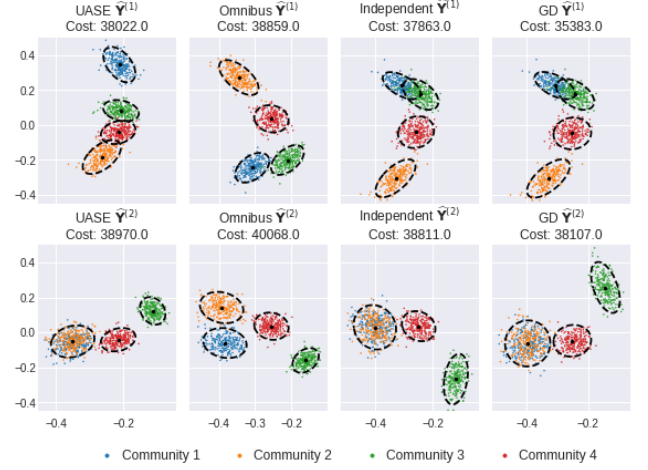 UASE Ŷ(1)
Cost: 38022.0
Omnibus Ŷ(1)
Cost: 38859.0
Independent Ŷ(1)
Cost: 37863.0
GD Ŷ(1)
Cost: 35383.0
0.4
0.2
0.0
−0.2
−0.4
UASE Ŷ(2)
Cost: 38970.0
Omnibus Ŷ(2)
Cost: 40068.0
Independent Ŷ(2)
Cost: 38811.0
GD Ŷ(2)
Cost: 38107.0
0.4
0.2
0.0
−0.2
−0.4
−0.4 −0.2
−0.4 −0.3 −0.2
−0.4 −0.2
−0.4 −0.2
Community 1 Community 2 Community 3 Community 4